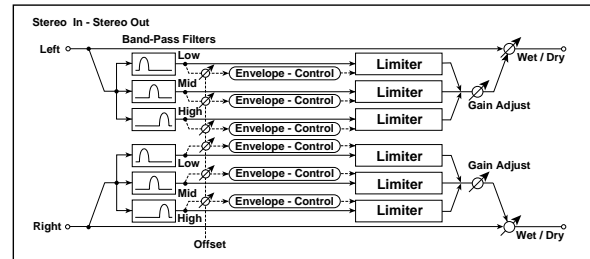 Stereo In - Stereo Out
Band-Pass Filters
Left
Low
Envelope - Control
Limiter
Wet / Dry
Mid
Envelope - Control
Limiter
Gain Adjust
High
Envelope - Control
Limiter
Envelope - Control
Limiter
Gain Adjust
Low
Envelope - Control
Limiter
Mid
Envelope - Control
Limiter
High
Right
Wet / Dry
Offset